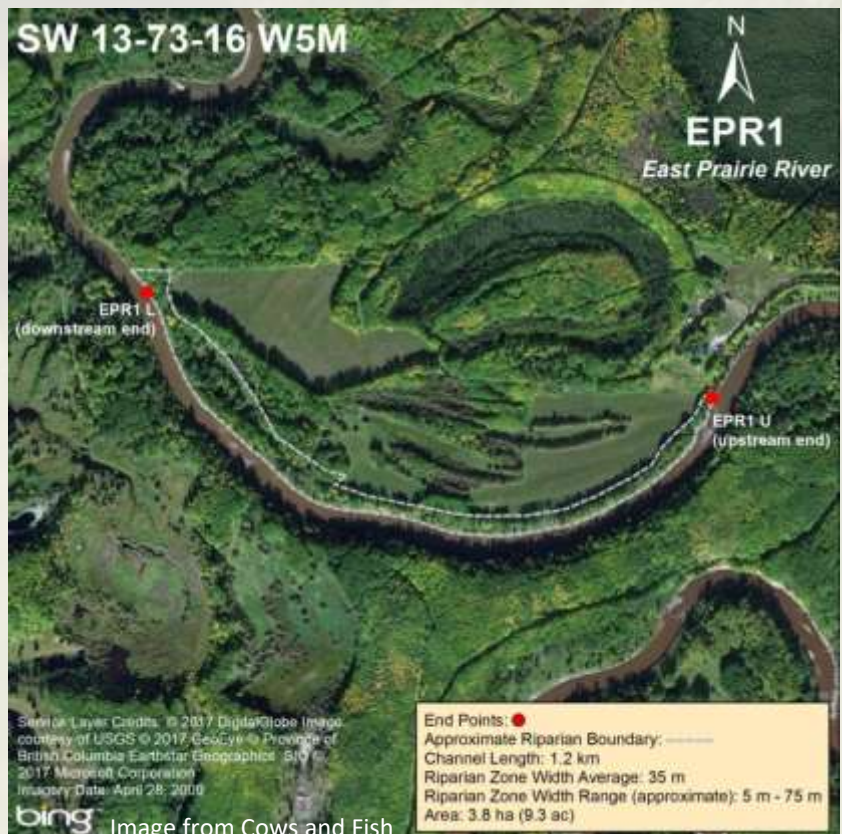 SW 13-73-16 W5M
N
EPR1
East Prairie River
EPR1 L
(downstream end)
EPR1 U
(upstream end)
Service Layer Credits: © 2017 DigitalGlobe Image
courtesy of USGS © 2017 GeoEye © Province of
British Columbia Earthstar Geographics SIO ©
2017 Microsoft Corporation
Imagery Date: April 28, 2000
bing
Image from Cows and Fish
End Points:
Approximate Riparian Boundary:
Channel Length: 1.2 km
Riparian Zone Width Average: 35 m
Riparian Zone Width Range (approximate): 5 m - 75 m
Area: 3.8 ha (9.3 ac)